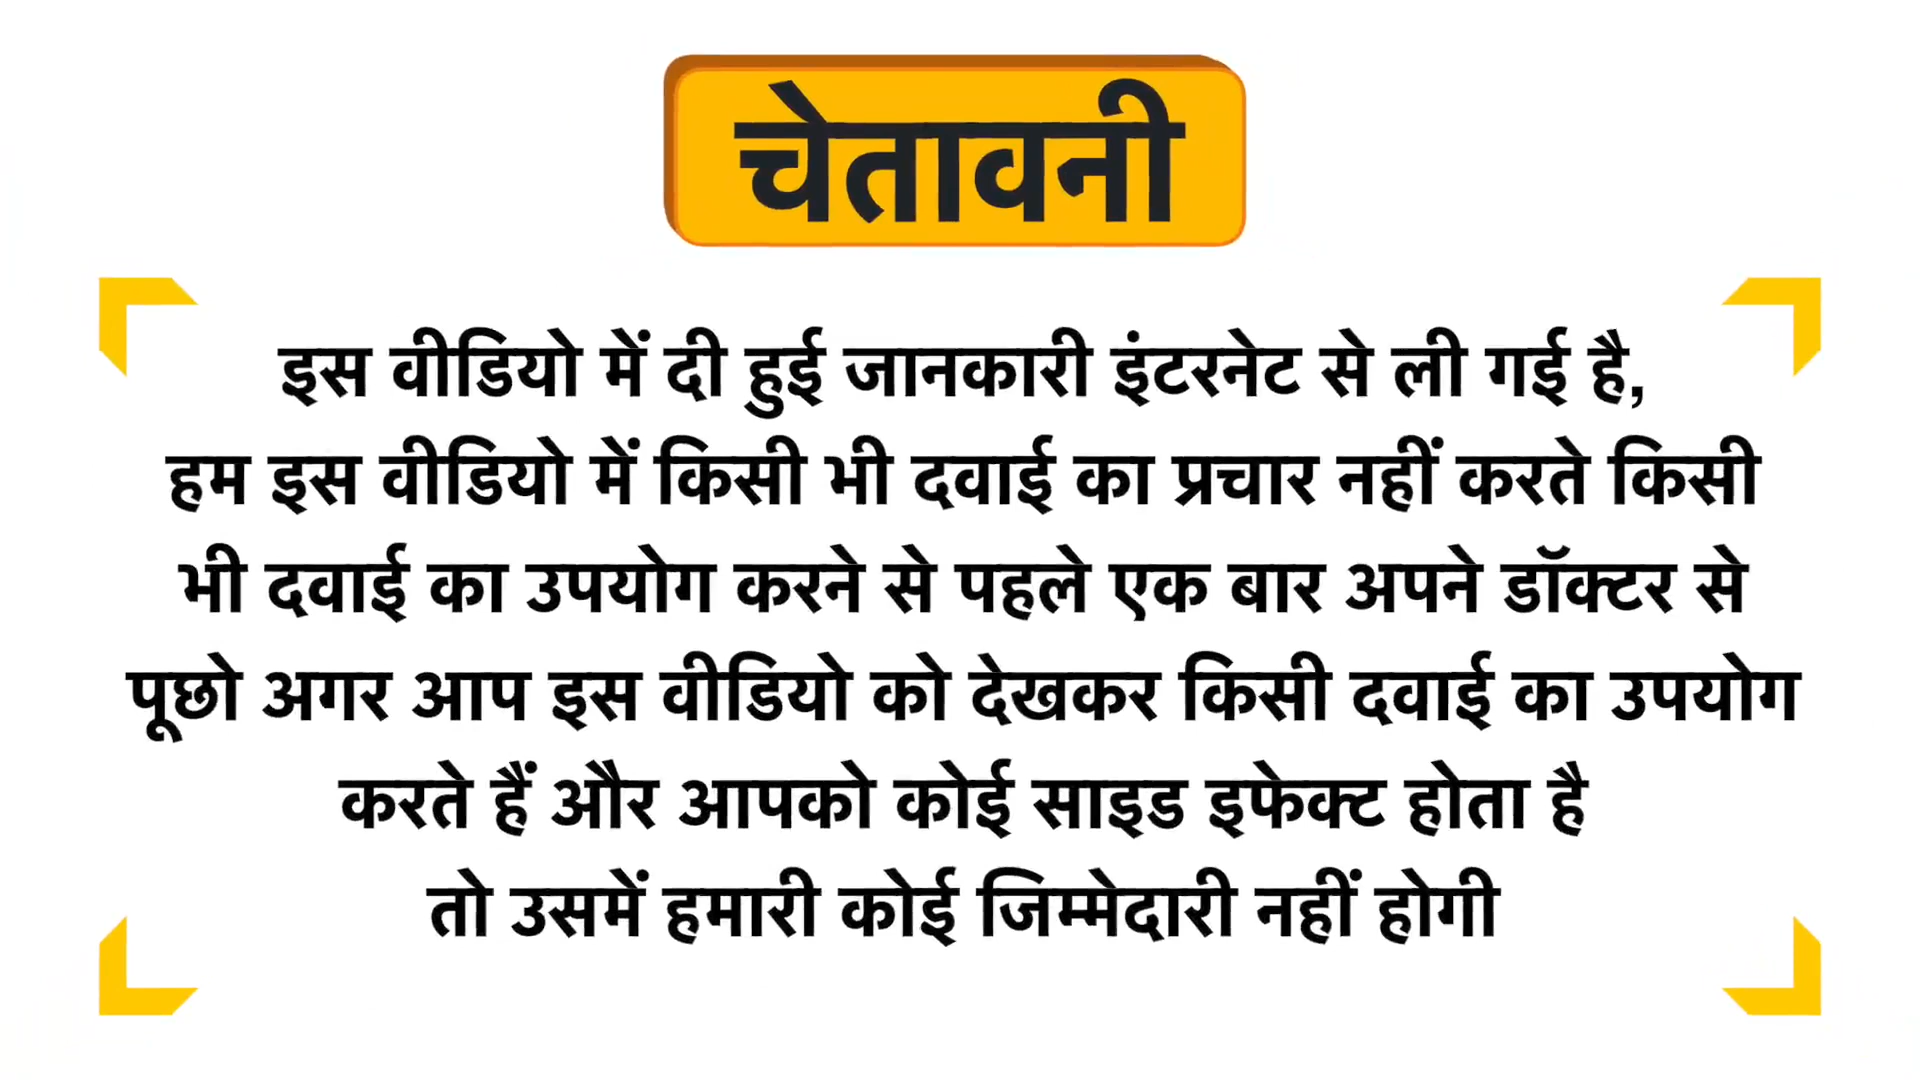 चेतावनी
इस वीडियो में दी हुई जानकारी इंटरनेट से ली गई है,
हम इस वीडियो में किसी भी दवाई का प्रचार नहीं करते किसी
भी दवाई का उपयोग करने से पहले एक बार अपने डॉक्टर से
पूछो अगर आप इस वीडियो को देखकर किसी दवाई का उपयोग
करते हैं और आपको कोई साइड इफेक्ट होता है
तो उसमें हमारी कोई जिम्मेदारी नहीं होगी